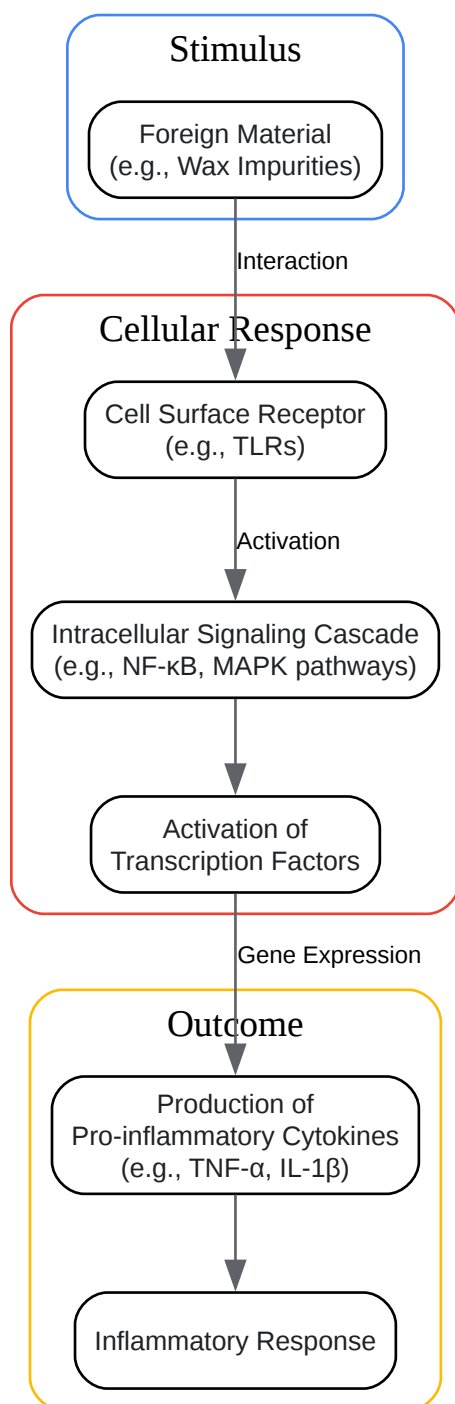 Stimulus
Foreign Material
(e.g., Wax Impurities)
Interaction
Cellular Response
Cell Surface Receptor
(e.g., TLRs)
Activation
Intracellular Signaling Cascade
(e.g., NF-κB, MAPK pathways)
Activation of
Transcription Factors
Gene Expression
Outcome
Production of
Pro-inflammatory Cytokines
(e.g., TNF-α, IL-1β)
Inflammatory Response